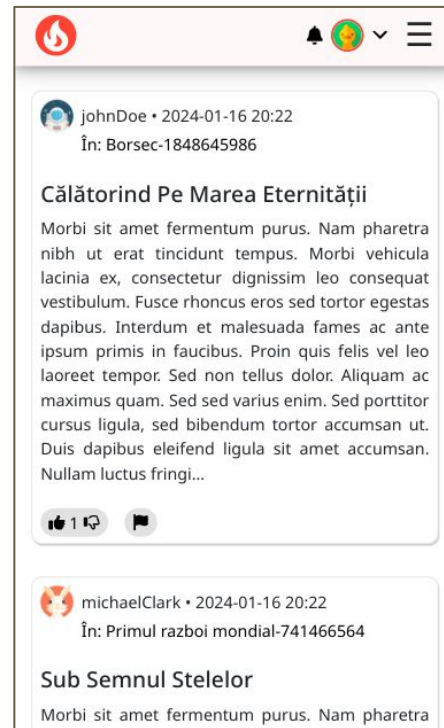 johnDoe • 2024-01-16 20:22
În: Borsec-1848645986
Călătorind Pe Marea Eternității
Morbi sit amet fermentum purus. Nam pharetra
nibh ut erat tincidunt tempus. Morbi vehicula
lacinia ex, consectetur dignissim leo consequat
vestibulum. Fusce rhoncus eros sed tortor egestas
dapibus. Interdum et malesuada fames ac ante
ipsum primis in faucibus. Proin quis felis vel leo
laoreet tempor. Sed non tellus dolor. Aliquam ac
maximus quam. Sed sed varius enim. Sed porttitor
cursus ligula, sed bibendum tortor accumsan ut.
Duis dapibus eleifend ligula sit amet accumsan.
Nullam luctus fringi...
1
michaelClark • 2024-01-16 20:22
În: Primul razboi mondial-741466564
Sub Semnul Stelelor
Morbi sit amet fermentum purus. Nam pharetra